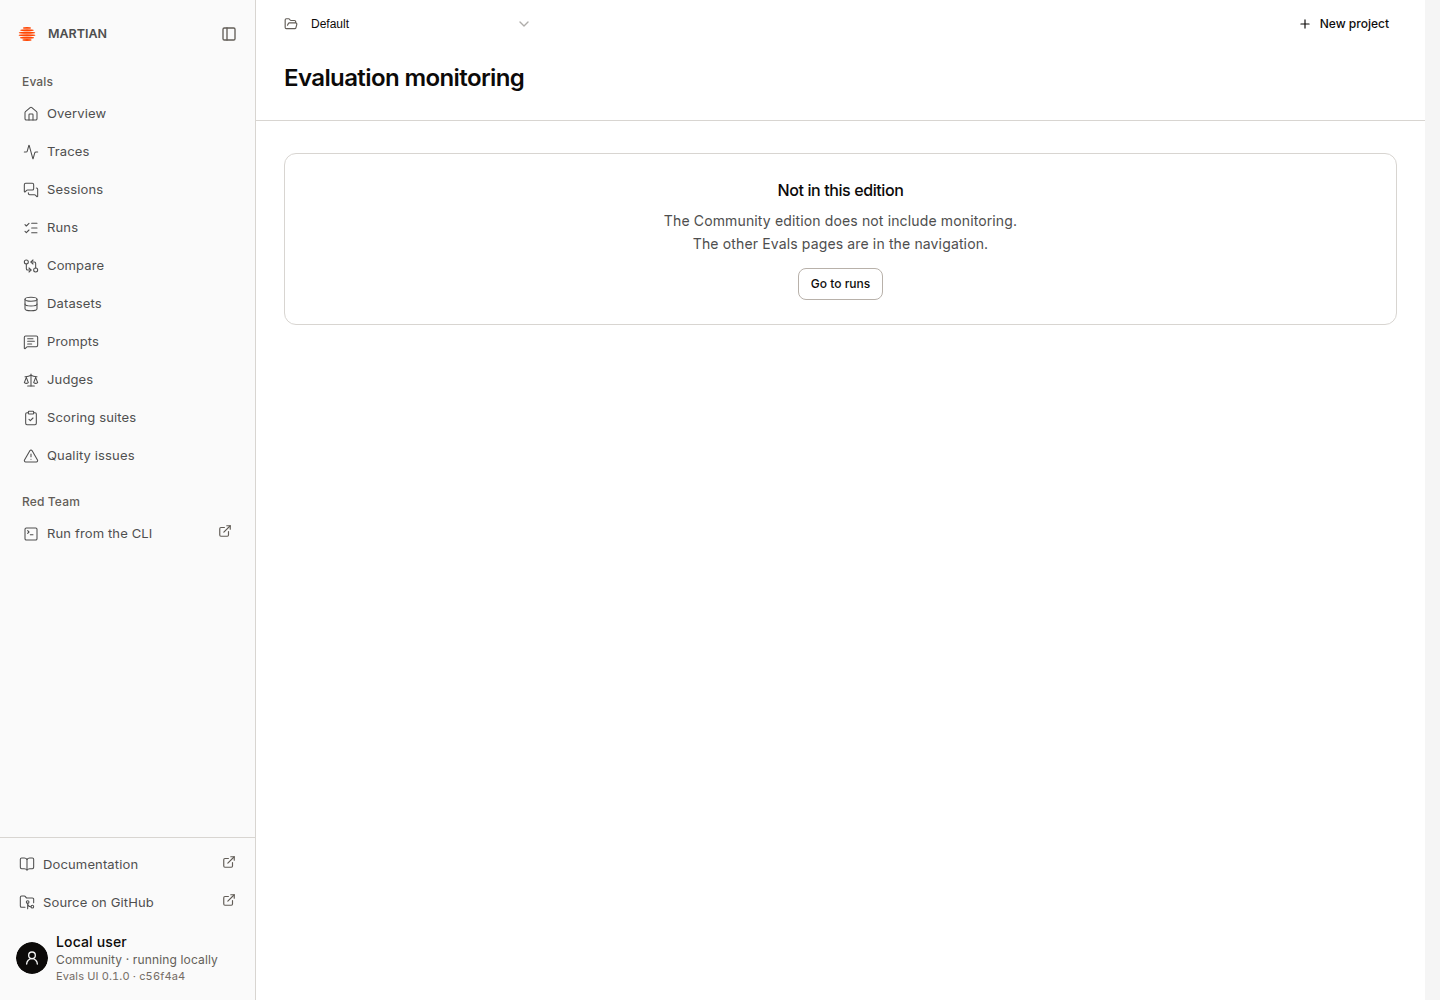 MARTIAN
Evals
Overview
Traces
Sessions
Runs
Compare
Datasets
Prompts
Judges
Scoring suites
Quality issues
Red Team
Run from the CLI
Documentation
Source on GitHub
Local user
Community · running locally
Evals UI 0.1.0 · c56f4a4
Default
New project
Evaluation monitoring
Not in this edition
The Community edition does not include monitoring.
The other Evals pages are in the navigation.
Go to runs